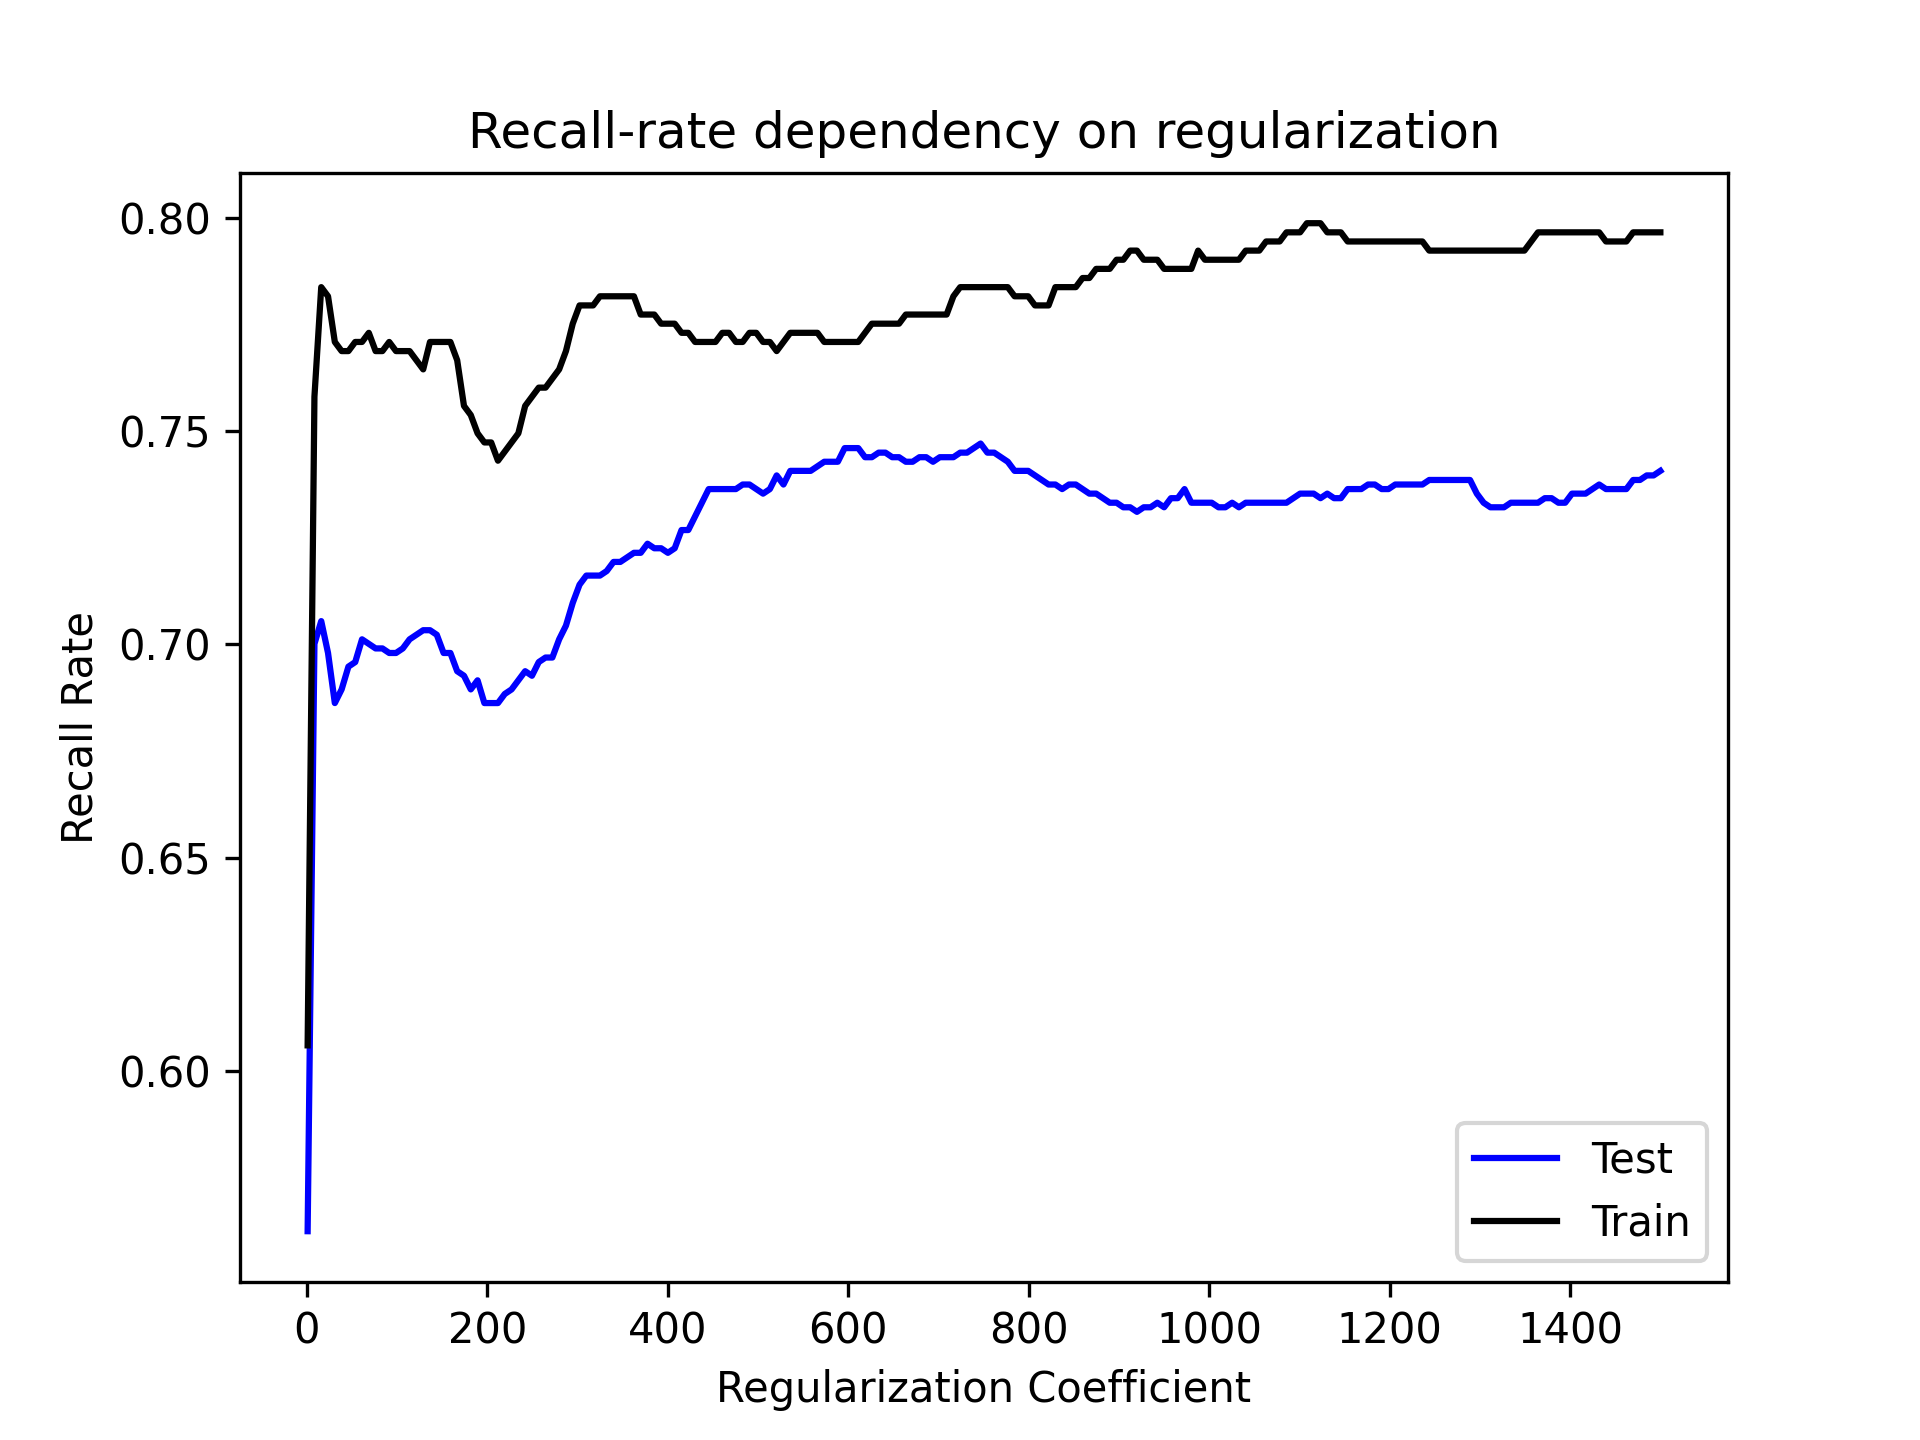 Recall-rate dependency on regularization
0.80
0.75
0.70
0.65
0.60
Recall Rate
0 200 400 600 800 1000 1200 1400
Regularization Coefficient
Test
Train